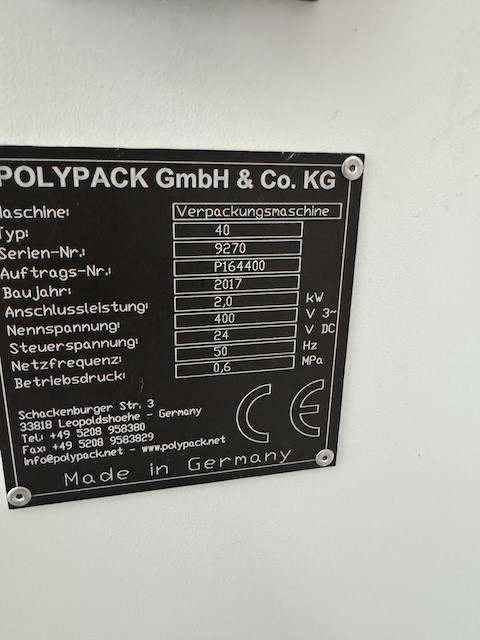 POLYPACK GmbH & Co. KG
Maschine: Verpackungsmaschine
Typ: 40
Serien-Nr.: 9270
Auftrags-Nr.: P164400
Baujahr: 2017
Anschlussleistung: 2,0 kW
Nennspannung: 400 V 3~
Steuerspannung: 24 V DC
Netzfrequenz: 50 Hz
Betriebsdruck: 0,6 MPa
Schackenburger Str. 3
33818 Leopoldshoehe - Germany
Tel: +49 5208 958380
Fax: +49 5208 9583829
info@polypack.net - www.polypack.net
CE
Made in Germany